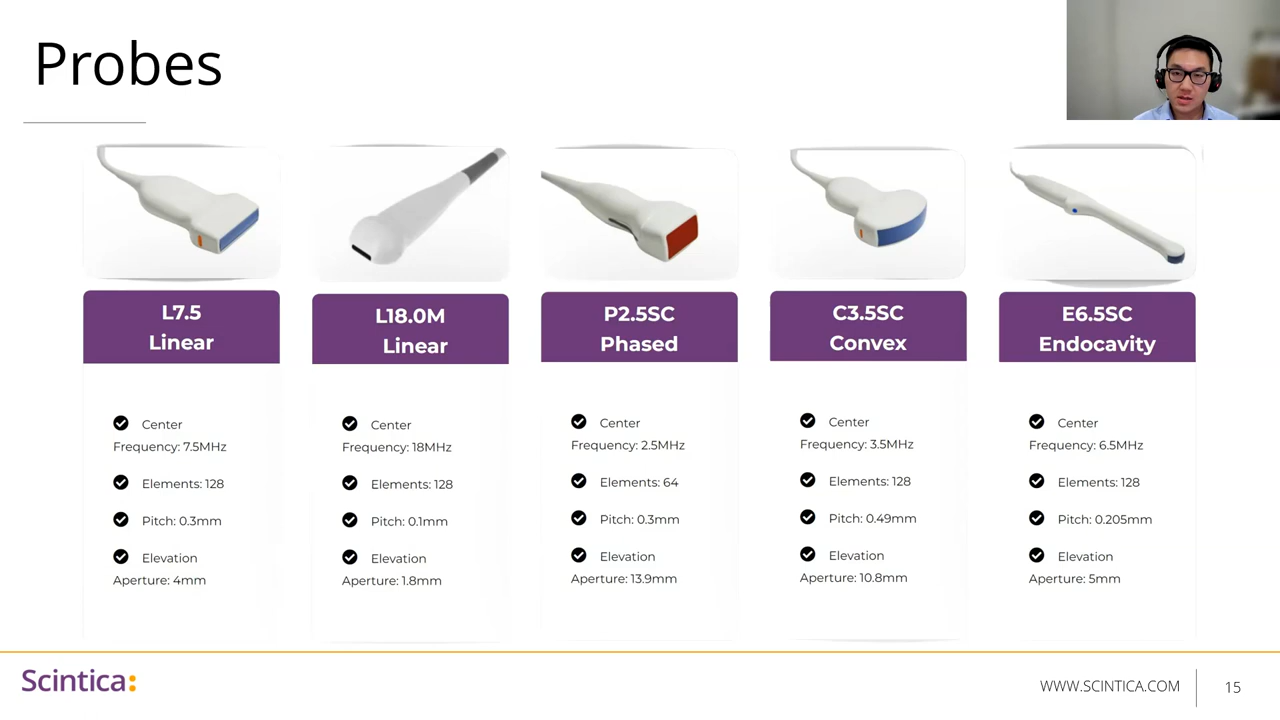 Probes
L7.5
Linear
Center
Frequency: 7.5MHz
Elements: 128
Pitch: 0.3mm
Elevation
Aperture: 4mm
L18.0M
Linear
Center
Frequency: 18MHz
Elements: 128
Pitch: 0.1mm
Elevation
Aperture: 1.8mm
P2.5SC
Phased
Center
Frequency: 2.5MHz
Elements: 64
Pitch: 0.3mm
Elevation
Aperture: 13.9mm
C3.5SC
Convex
Center
Frequency: 3.5MHz
Elements: 128
Pitch: 0.49mm
Elevation
Aperture: 10.8mm
E6.5SC
Endocavity
Center
Frequency: 6.5MHz
Elements: 128
Pitch: 0.205mm
Elevation
Aperture: 5mm
Scintica:
WWW.SCINTICA.COM
15